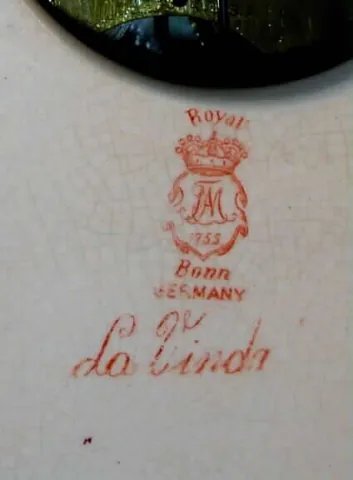 Royal
1755
Bonn
GERMANY
La Vinda